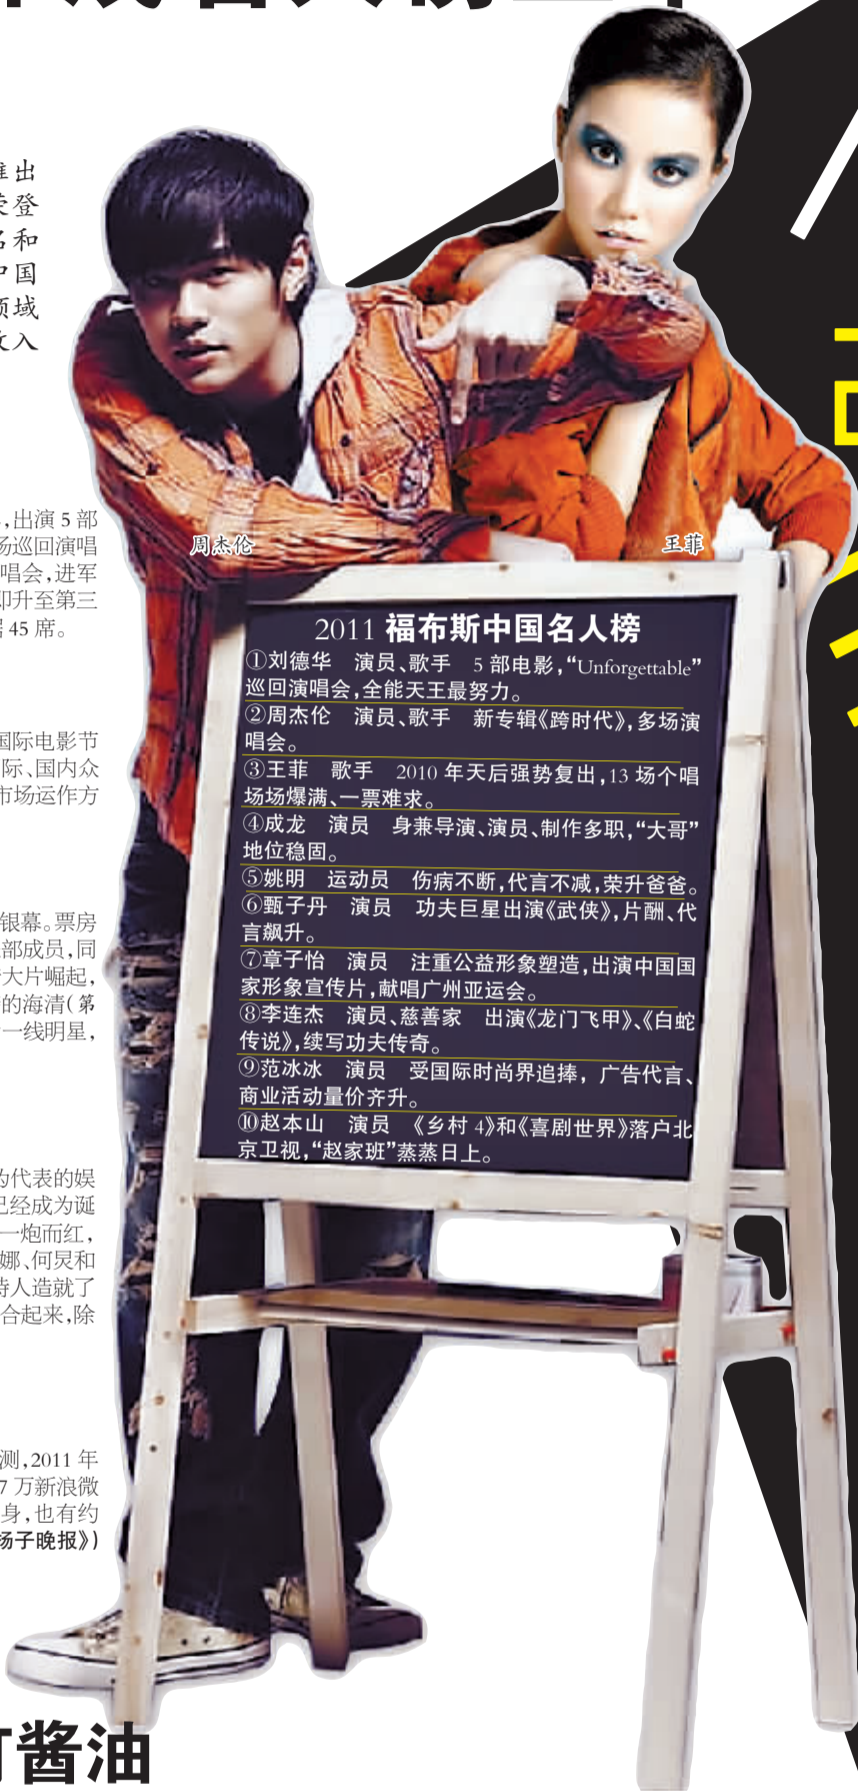 出
登
和
中国
领域
收入
,出演 5 部
场巡回演唱
唱会,进军
即升至第三
据 45 席。
国际电影节
际、国内众
市场运作方
银幕。票房
部成员,同
大片崛起,
的海清(第
一线明星,
为代表的娱
已经成为诞
一炮而红,
娜、何炅和
持人造就了
合起来,除
测,2011 年
7 万新浪微
身,也有约
扬子晚报》)
周杰伦
王菲
2011 福布斯中国名人榜
①刘德华 演员、歌手 5 部电影,“Unforgettable”
巡回演唱会,全能天王最努力。
②周杰伦 演员、歌手 新专辑《跨时代》,多场演
唱会。
③王菲 歌手 2010 年天后强势复出,13 场个唱
场场爆满、一票难求。
④成龙 演员 身兼导演、演员、制作多职,“大哥”
地位稳固。
⑤姚明 运动员 伤病不断,代言不减,荣升爸爸。
⑥甄子丹 演员 功夫巨星出演《武侠》,片酬、代
言飙升。
⑦章子怡 演员 注重公益形象塑造,出演中国国
家形象宣传片,献唱广州亚运会。
⑧李连杰 演员、慈善家 出演《龙门飞甲》、《白蛇
传说》,续写功夫传奇。
⑨范冰冰 演员 受国际时尚界追捧,广告代言、
商业活动量价齐升。
⑩赵本山 演员 《乡村 4》和《喜剧世界》落户北
京卫视,“赵家班”蒸蒸日上。
酱油